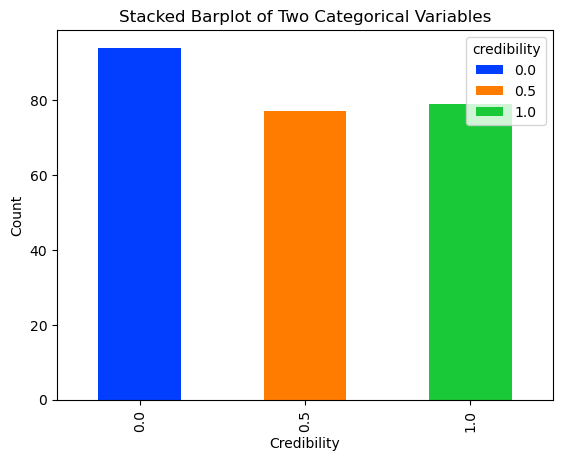 Stacked Barplot of Two Categorical Variables
credibility
0.0
0.5
1.0
Count
80
60
40
20
0
0.0
0.5
1.0
Credibility